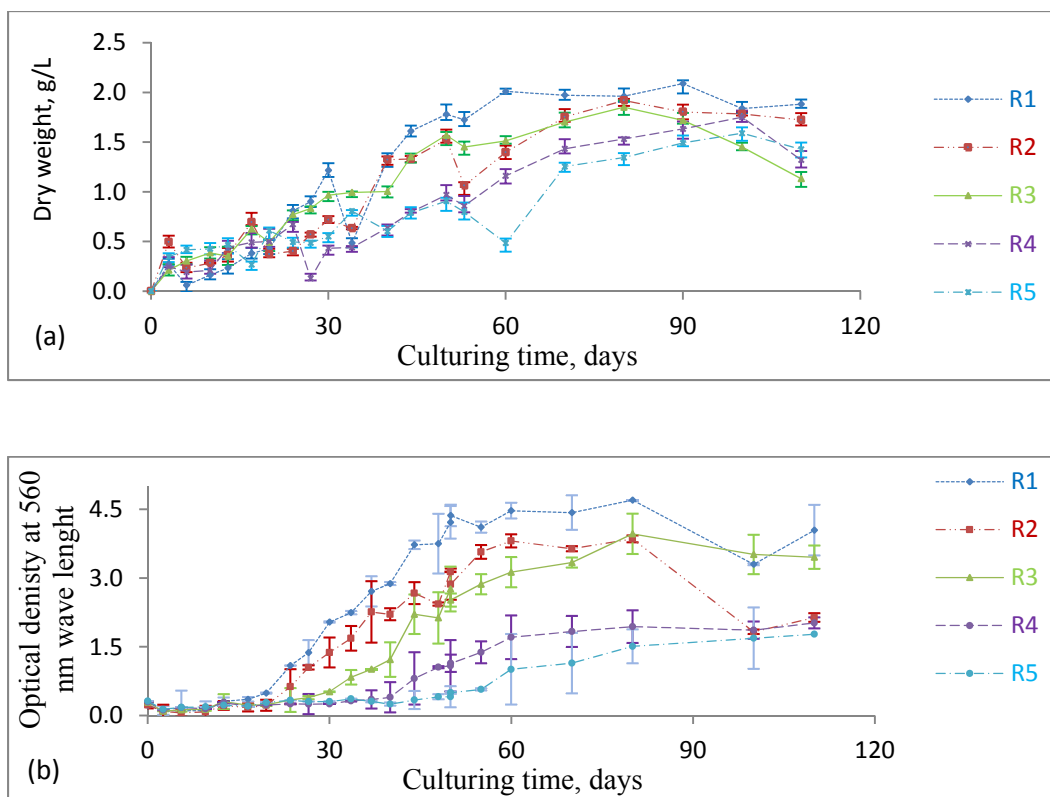 2.5
2.0
1.5
1.0
0.5
0.0
Dry weight, g/L
0 30 60 90 120
Culturing time, days
(a)
R1
R2
R3
R4
R5
4.5
3.0
1.5
0.0
Optical denisty at 560
nm wave lenght
0 30 60 90 120
Culturing time, days
(b)
R1
R2
R3
R4
R5